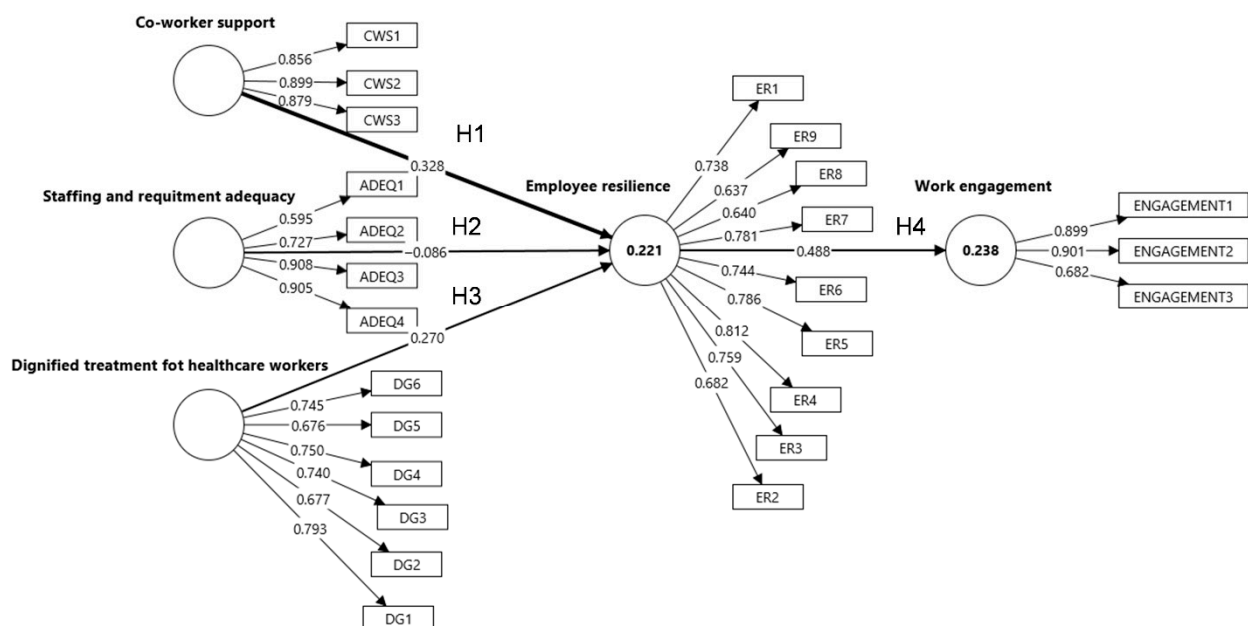 Co-worker support
CWS1
0.856
CWS2
0.899
0.879
CWS3
H1
0.328
Staffing and requitment adequacy
ADEQ1
0.595
ADEQ2
0.727
H2
−0.086
ADEQ3
0.908
0.905
ADEQ4
H3
0.270
Dignified treatment fot healthcare workers
DG6
0.745
DG5
0.676
0.750
DG4
0.740
DG3
0.677
0.793
DG2
DG1
Employee resilience
0.221
ER1
0.738
ER9
0.637
ER8
0.640
ER7
0.781
H4
0.488
0.744
ER6
0.786
ER5
0.812
0.759
ER4
0.682
ER3
ER2
Work engagement
0.238
ENGAGEMENT1
0.899
ENGAGEMENT2
0.901
0.682
ENGAGEMENT3